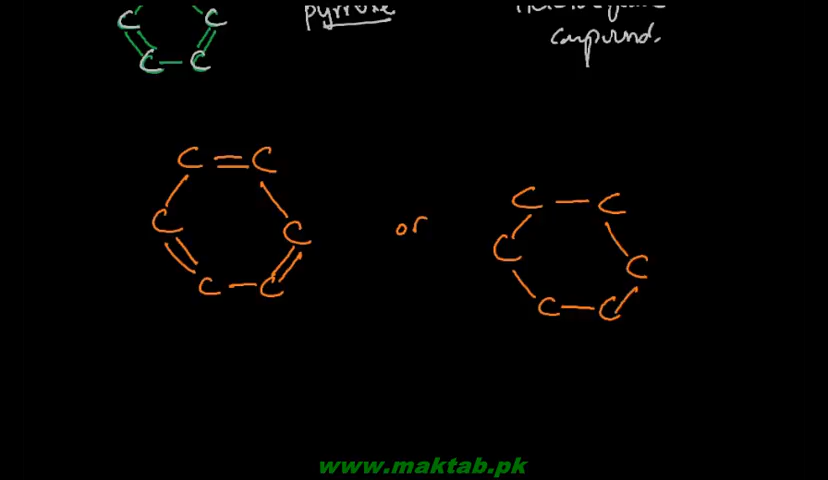 pyrrole
compound.
C C
C - C
C = C
C C
C - C
or
C - C
C C
C - C
www.maktab.pk